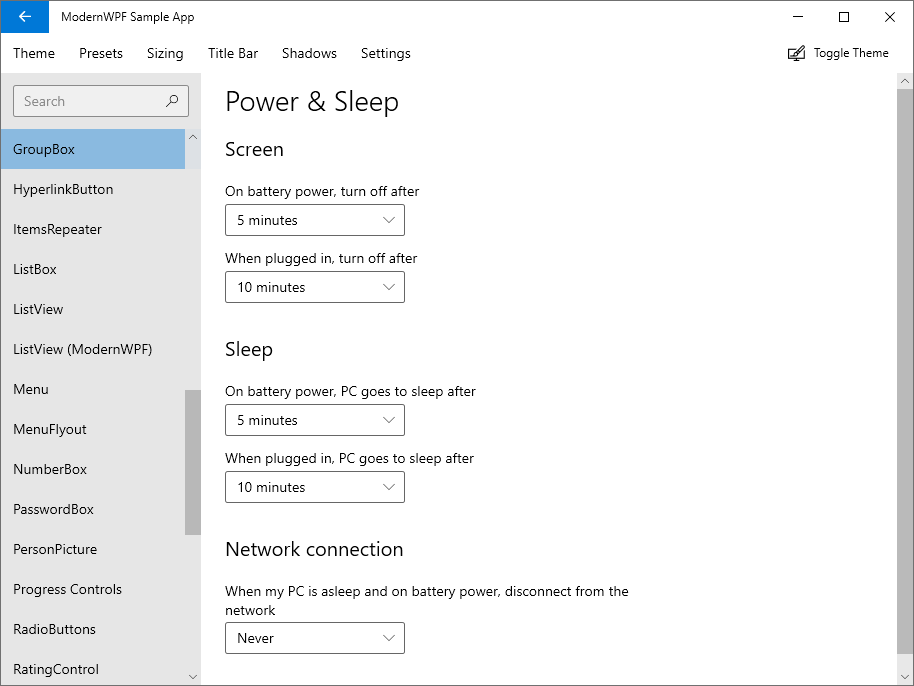 ModernWPF Sample App
Theme Presets Sizing Title Bar Shadows Settings Toggle Theme
Search
GroupBox
HyperlinkButton
ItemsRepeater
ListBox
ListView
ListView (ModernWPF)
Menu
MenuFlyout
NumberBox
PasswordBox
PersonPicture
Progress Controls
RadioButtons
RatingControl
Power & Sleep
Screen
On battery power, turn off after
5 minutes
When plugged in, turn off after
10 minutes
Sleep
On battery power, PC goes to sleep after
5 minutes
When plugged in, PC goes to sleep after
10 minutes
Network connection
When my PC is asleep and on battery power, disconnect from the
network
Never